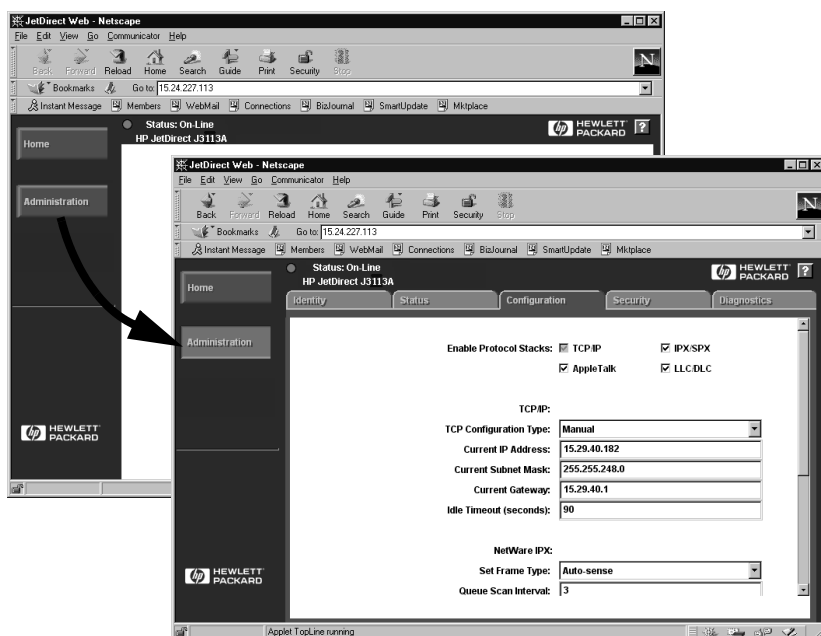 JetDirect Web - Netscape
File Edit View Go Communicator Help
Back Forward Reload Home Search Guide Print Security Stop
Bookmarks Go to: 15.24.227.113
N
Instant Message Members WebMail Connections BizJournal SmartUpdate Mktplace
Home
Administration
Status: On-Line
HP JetDirect J3113A
hp HEWLETT
PACKARD
?
hp HEWLETT
PACKARD
JetDirect Web - Netscape
File Edit View Go Communicator Help
Back Forward Reload Home Search Guide Print Security Stop
Bookmarks Go to: 15.24.227.113
N
Instant Message Members WebMail Connections BizJournal SmartUpdate Mktplace
Home
Administration
Status: On-Line
HP JetDirect J3113A
hp HEWLETT
PACKARD
?
Identity Status Configuration Security Diagnostics
Enable Protocol Stacks: TCP/IP IPX/SPX
AppleTalk LLC/DLC
TCP/IP:
TCP Configuration Type: Manual
Current IP Address: 15.29.40.182
Current Subnet Mask: 255.255.248.0
Current Gateway: 15.29.40.1
Idle Timeout (seconds): 90
NetWare IPX:
Set Frame Type: Auto-sense
Queue Scan Interval: 3
hp HEWLETT
PACKARD
Applet TopLine running